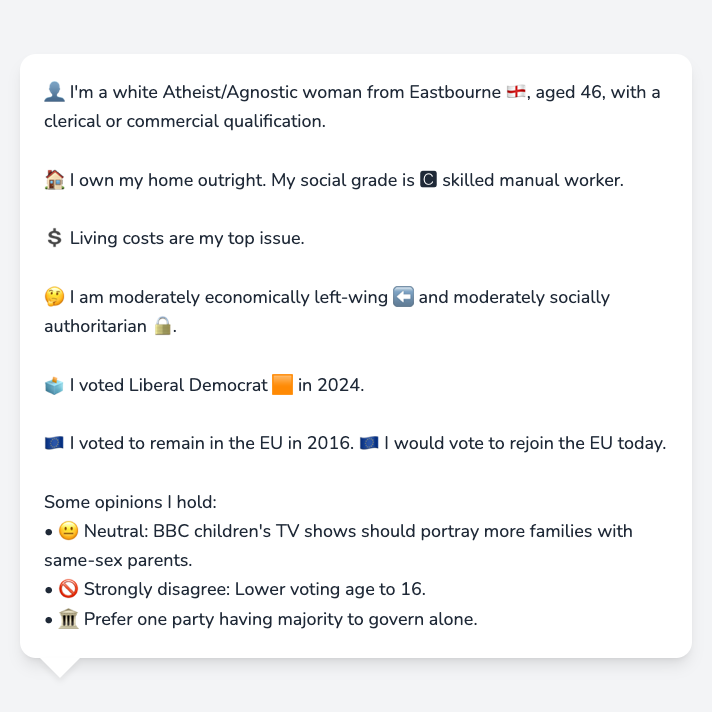 👤 I'm a white Atheist/Agnostic woman from Eastbourne 🏴󠁧󠁢󠁥󠁮󠁧󠁿, aged 46, with a
clerical or commercial qualification.
🏠 I own my home outright. My social grade is 🅲 skilled manual worker.
💲 Living costs are my top issue.
🤔 I am moderately economically left-wing ⬅️ and moderately socially
authoritarian 🔒.
🗳️ I voted Liberal Democrat 🟧 in 2024.
🇪🇺 I voted to remain in the EU in 2016. 🇪🇺 I would vote to rejoin the EU today.
Some opinions I hold:
• 😐 Neutral: BBC children's TV shows should portray more families with
same-sex parents.
• 🚫 Strongly disagree: Lower voting age to 16.
• 🏛️ Prefer one party having majority to govern alone.